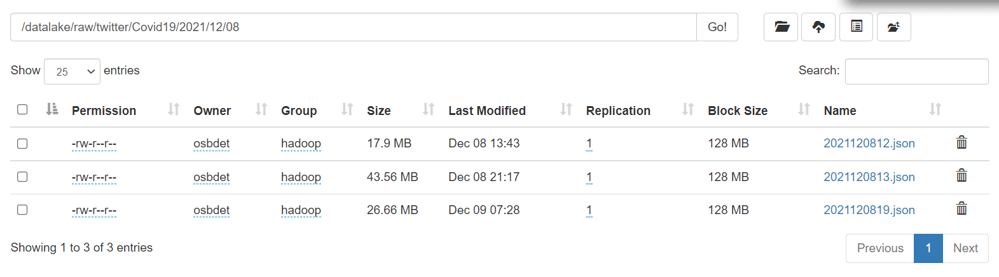 /datalake/raw/twitter/Covid19/2021/12/08 Go!
Show 25 entries Search:
Permission Owner Group Size Last Modified Replication Block Size Name
-rw-r--r-- osbdet hadoop 17.9 MB Dec 08 13:43 1 128 MB 2021120812.json
-rw-r--r-- osbdet hadoop 43.56 MB Dec 08 21:17 1 128 MB 2021120813.json
-rw-r--r-- osbdet hadoop 26.66 MB Dec 09 07:28 1 128 MB 2021120819.json
Showing 1 to 3 of 3 entries Previous 1 Next